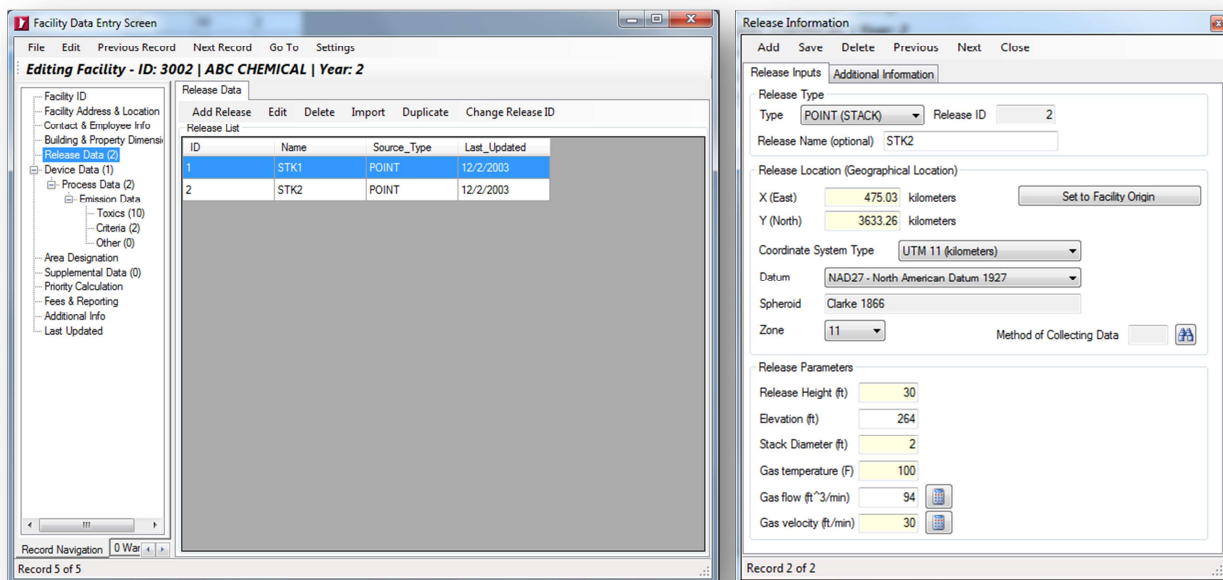 Facility Data Entry Screen
File Edit Previous Record Next Record Go To Settings
Editing Facility - ID: 3002 | ABC CHEMICAL | Year: 2
Facility ID
Facility Address & Location
Contact & Employee Info
Building & Property Dimensi
Release Data (2)
Device Data (1)
Process Data (2)
Emission Data
Toxics (10)
Criteria (2)
Other (0)
Area Designation
Supplemental Data (0)
Priority Calculation
Fees & Reporting
Additional Info
Last Updated
Record Navigation 0 War
Record 5 of 5
Release Data
Add Release Edit Delete Import Duplicate Change Release ID
Release List
ID Name Source_Type Last_Updated
1 STK1 POINT 12/2/2003
2 STK2 POINT 12/2/2003
Release Information
Add Save Delete Previous Next Close
Release Inputs Additional Information
Release Type
Type POINT (STACK) Release ID 2
Release Name (optional) STK2
Release Location (Geographical Location)
X (East) 475.03 kilometers Set to Facility Origin
Y (North) 3633.26 kilometers
Coordinate System Type UTM 11 (kilometers)
Datum NAD27 - North American Datum 1927
Spheroid Clarke 1866
Zone 11 Method of Collecting Data
Release Parameters
Release Height (ft) 30
Elevation (ft) 264
Stack Diameter (ft) 2
Gas temperature (F) 100
Gas flow (ft^3/min) 94
Gas velocity (ft/min) 30
Record 2 of 2